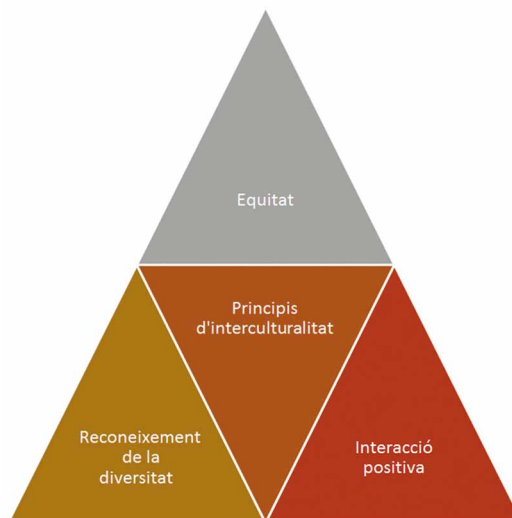 Equitat
Principis
d'interculturalitat
Reconeixement
de la
diversitat
Interacció
positiva